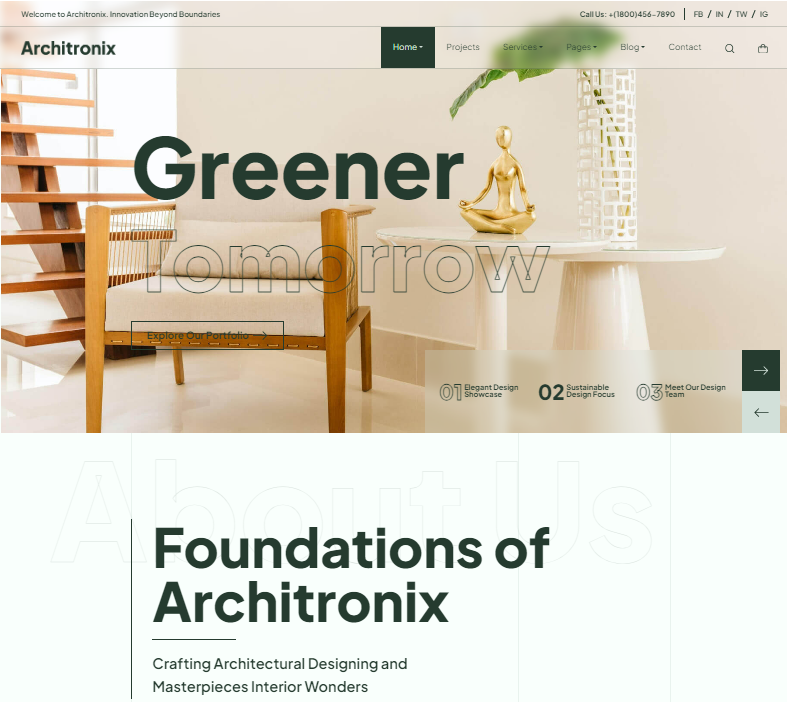 Welcome to Architronix. Innovation Beyond Boundaries
Call Us: +(1800)456-7890
FB / IN / TW / IG
Architronix
Home
Projects
Services
Pages
Blog
Contact
Greener
Tomorrow
Explore Our Portfolio
01 Elegant Design
Showcase
02 Sustainable
Design Focus
03 Meet Our Design
Team
About Us
Foundations of
Architronix
Crafting Architectural Designing and
Masterpieces Interior Wonders